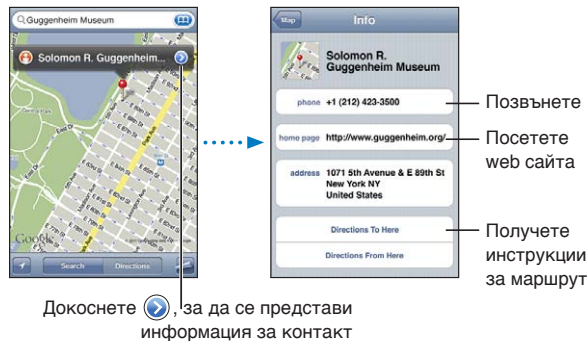 Guggenheim Museum
Solomon R. Guggenheim...
Google
Search
Directions
Map
Info
Solomon R.
Guggenheim Museum
phone +1 (212) 423-3500
home page http://www.guggenheim.org/
address 1071 5th Avenue & E 89th St
New York NY
United States
Directions To Here
Directions From Here
Позвънете
Посетете
web сайта
Получете
инструкции
за маршрут
Докоснете , за да се представи
информация за контакт